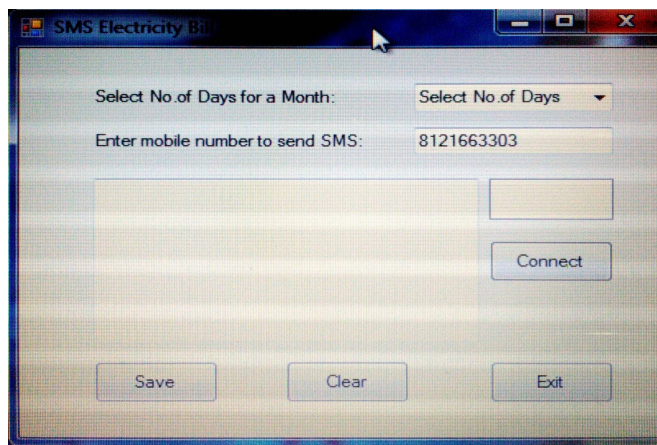 SMS Electricity Bill
Select No.of Days for a Month:
Select No.of Days
Enter mobile number to send SMS:
8121663303
Connect
Save
Clear
Exit